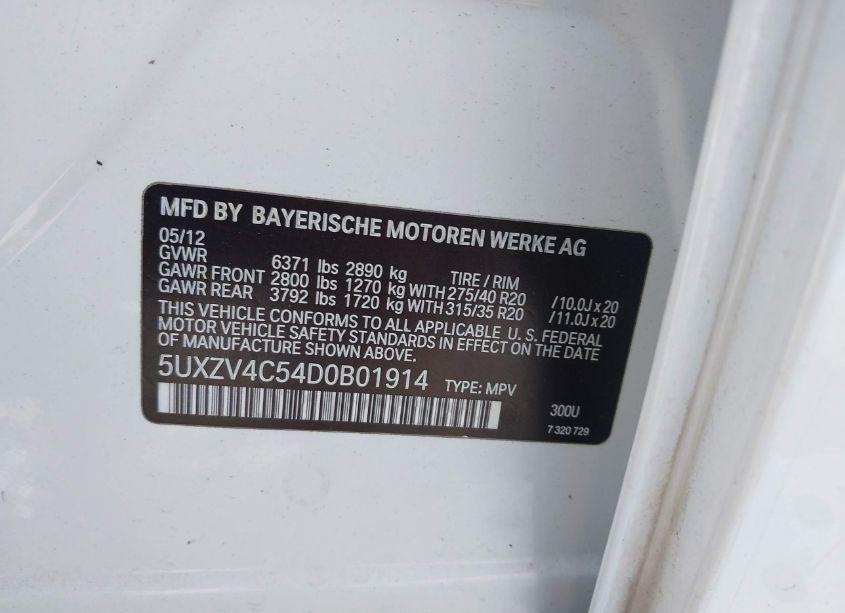 MFD BY BAYERISCHE MOTOREN WERKE AG
05/12
GVWR 6371 lbs 2890 kg TIRE / RIM
GAWR FRONT 2800 lbs 1270 kg WITH 275/40 R20 /10.0J x 20
GAWR REAR 3792 lbs 1720 kg WITH 315/35 R20 /11.0J x 20
THIS VEHICLE CONFORMS TO ALL APPLICABLE U. S. FEDERAL
MOTOR VEHICLE SAFETY STANDARDS IN EFFECT ON THE DATE
OF MANUFACTURE SHOWN ABOVE.
5UXZV4C54D0B01914 TYPE: MPV
300U
7 320 729